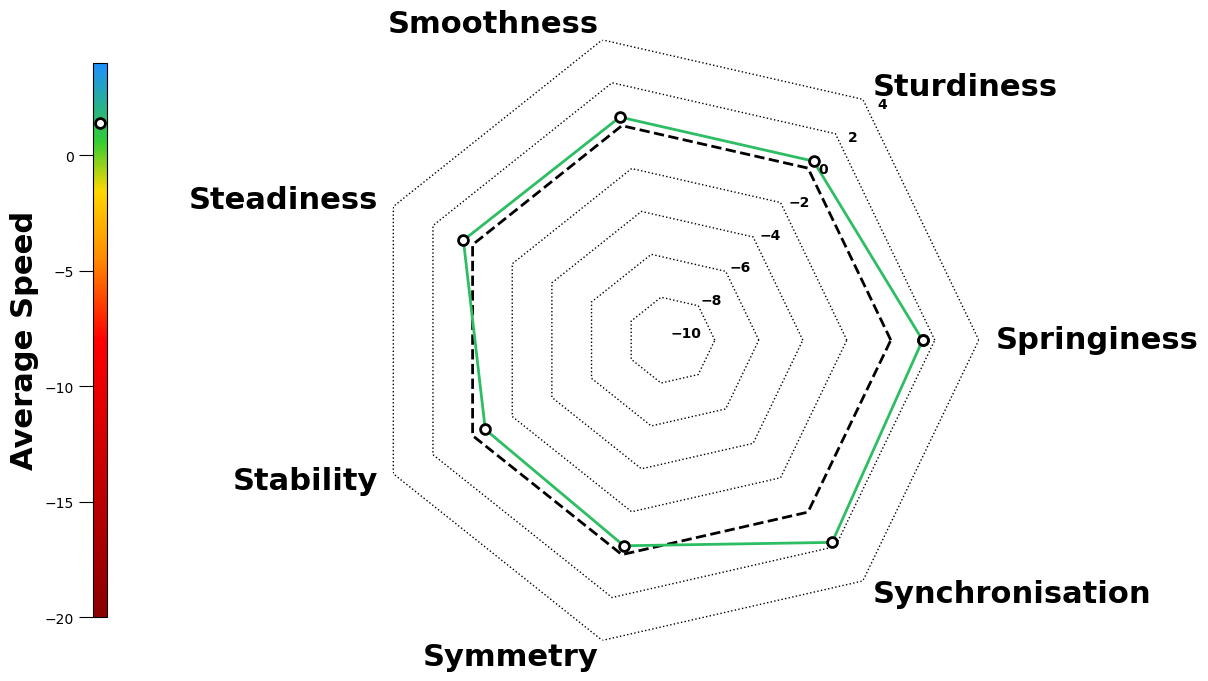 Smoothness
Sturdiness
4
2
0
−2
−4
−6
−8
−10
Steadiness
Springiness
Stability
Synchronisation
Symmetry
Average Speed
0
−5
−10
−15
−20